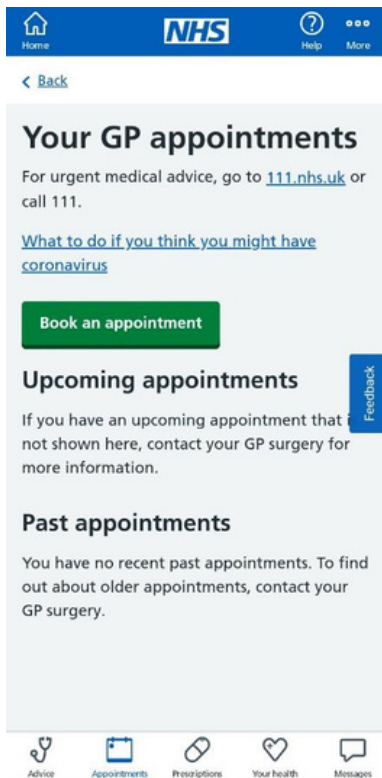 NHS
Home
Help
More
Back
Your GP appointments
For urgent medical advice, go to 111.nhs.uk or
call 111.
What to do if you think you might have
coronavirus
Book an appointment
Upcoming appointments
Feedback
If you have an upcoming appointment that i
not shown here, contact your GP surgery for
more information.
Past appointments
You have no recent past appointments. To find
out about older appointments, contact your
GP surgery.
Advice
Appointments
Prescriptions
Your health
Messages